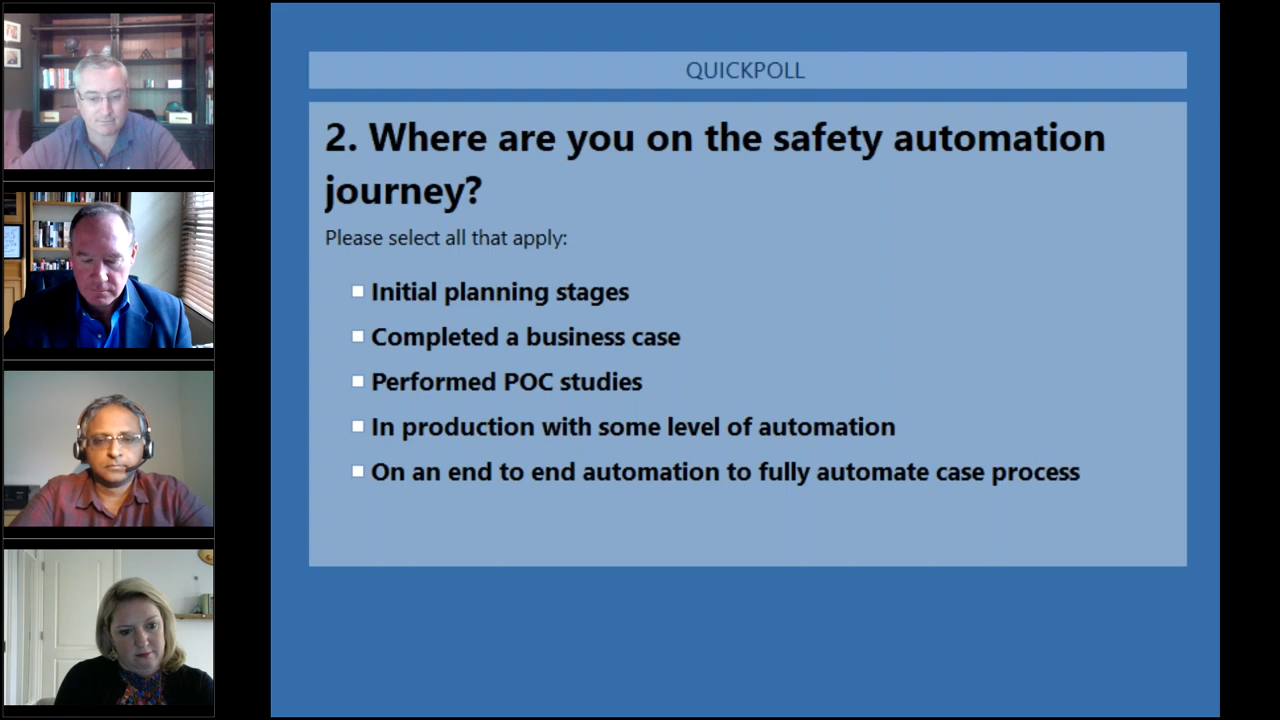 QUICKPOLL
2. Where are you on the safety automation
journey?
Please select all that apply:
Initial planning stages
Completed a business case
Performed POC studies
In production with some level of automation
On an end to end automation to fully automate case process